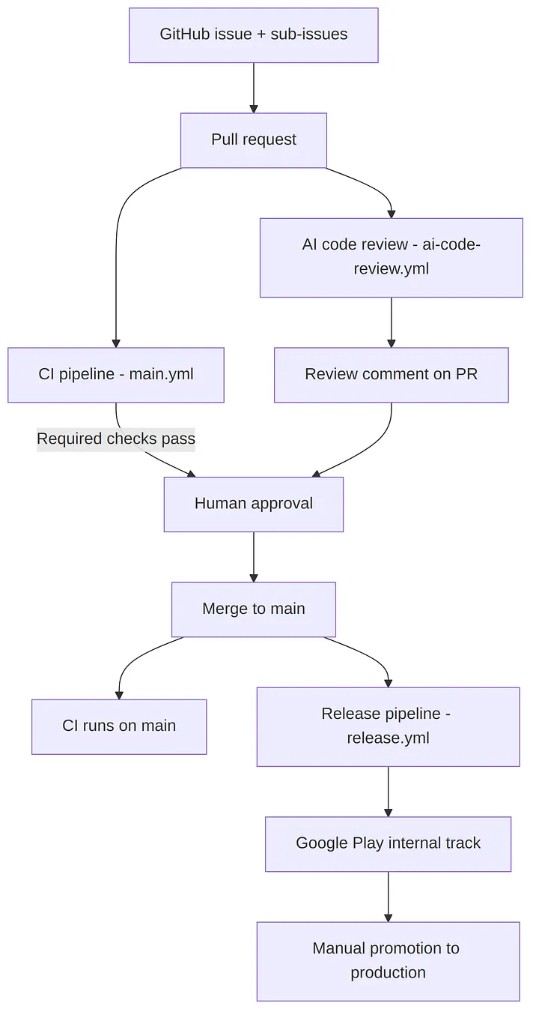 GitHub issue + sub-issues
Pull request
AI code review - ai-code-
review.yml
CI pipeline - main.yml
Review comment on PR
Required checks pass
Human approval
Merge to main
CI runs on main
Release pipeline -
release.yml
Google Play internal track
Manual promotion to
production